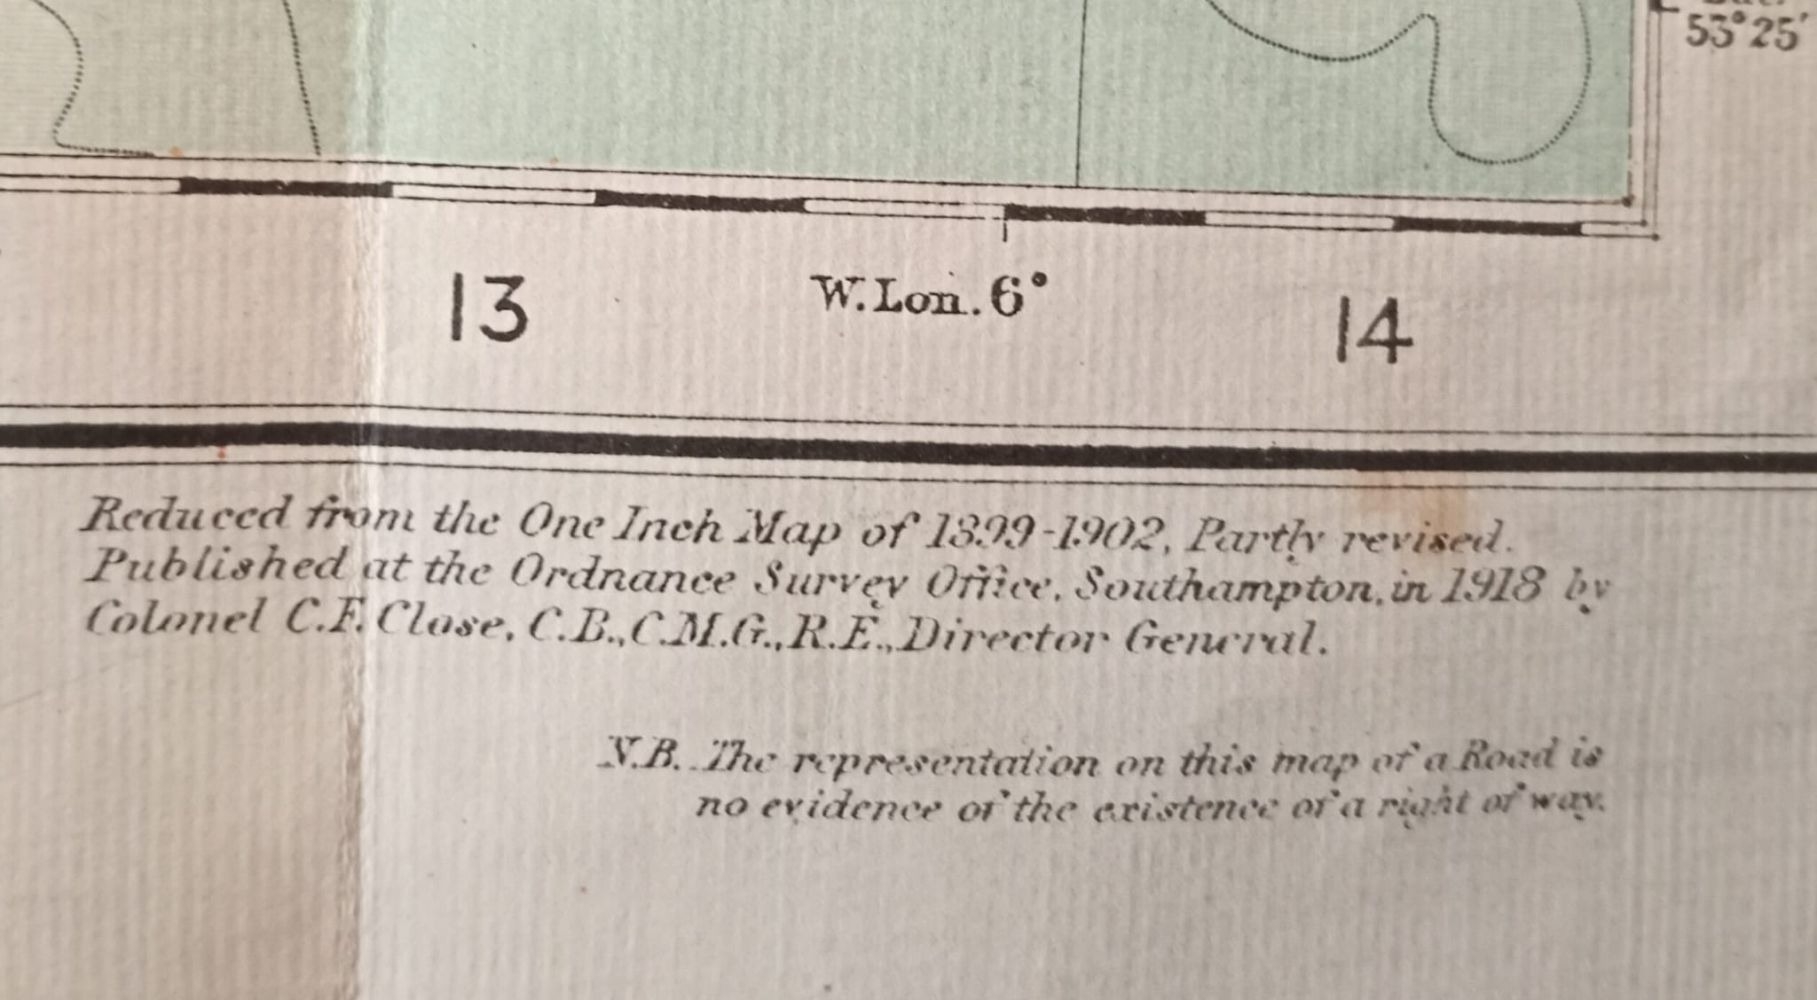 53°25'
13 W. Lon. 6° 14
Reduced from the One Inch Map of 1899-1902, Partly revised.
Published at the Ordnance Survey Office, Southampton, in 1918 by
Colonel C.F. Close, C.B., C.M.G., R.E., Director General.
N.B. The representation on this map of a Road is
no evidence of the existence of a right of way.